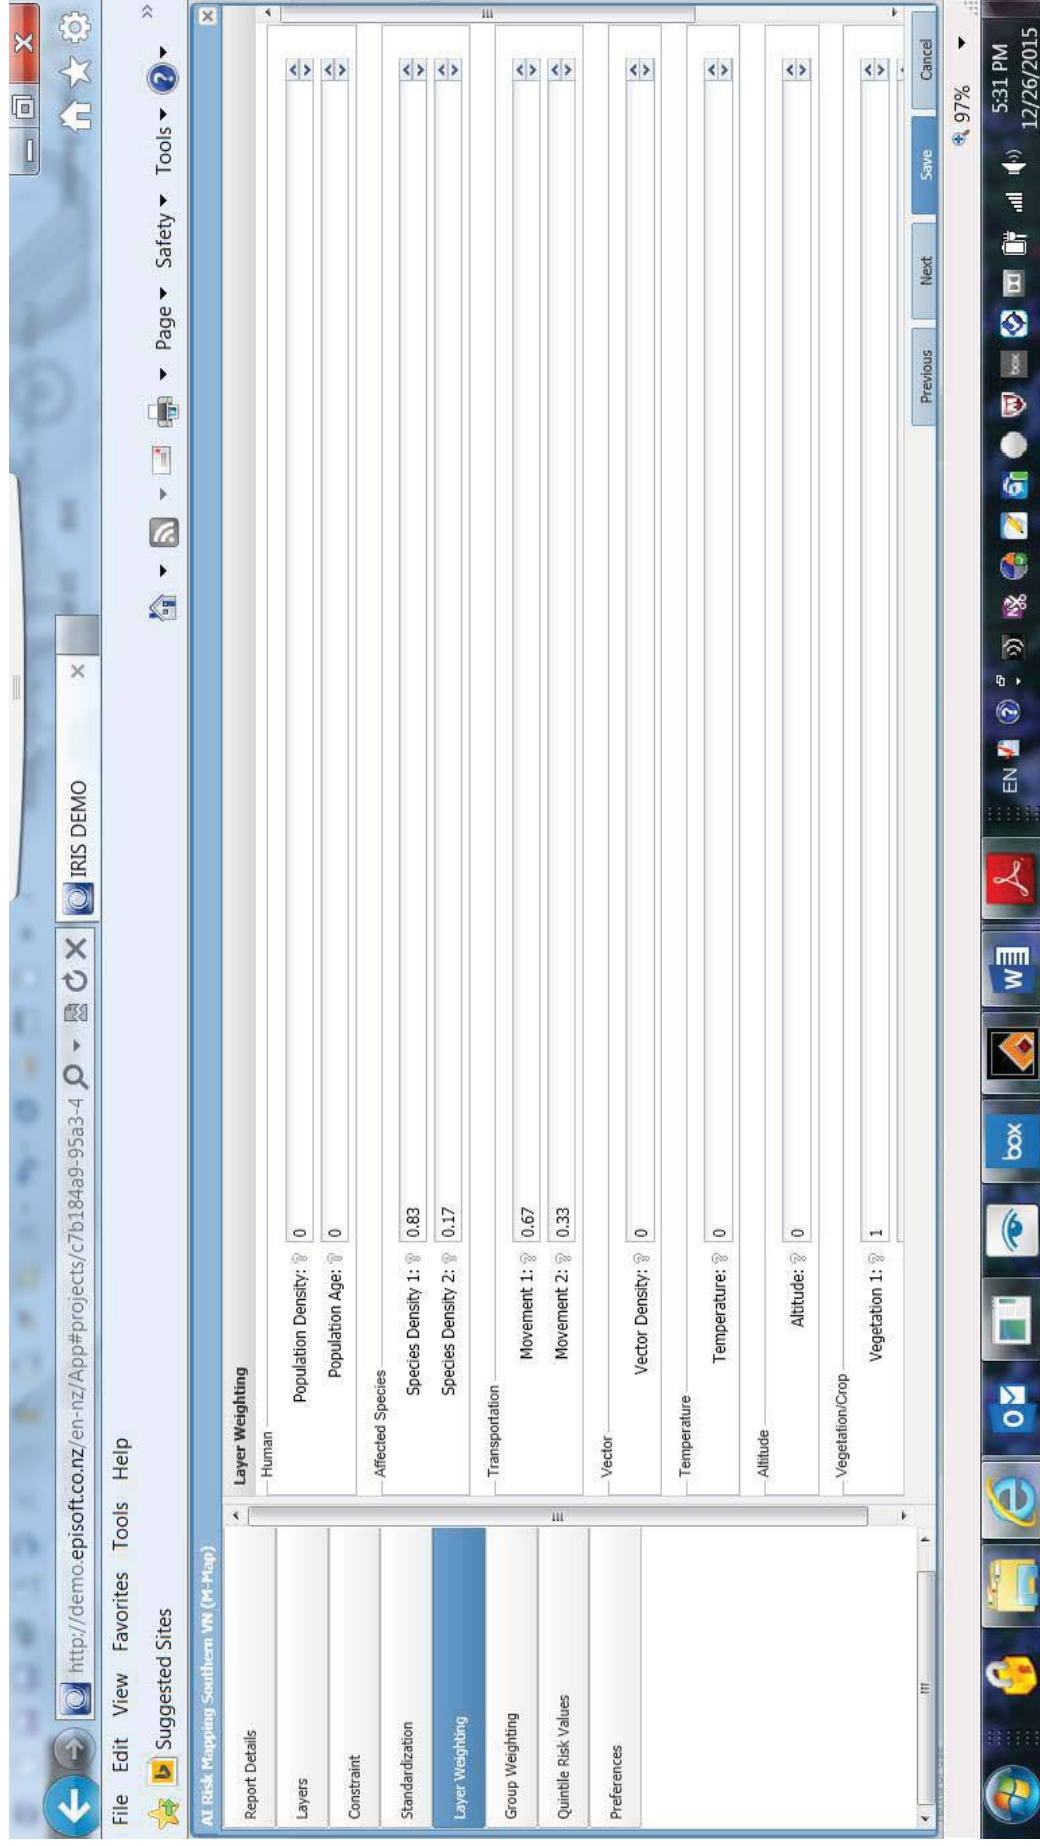 http://demo.episoft.co.nz/en-nz/App#projects/c7b184a9-95a3-4
IRIS DEMO
File Edit View Favorites Tools Help
Suggested Sites
Page Safety Tools
AI Risk Mapping Southern VN (M-Map)
Report Details
Layers
Constraint
Standardization
Layer Weighting
Group Weighting
Quintile Risk Values
Preferences
Layer Weighting
Human
Population Density: 0
Population Age: 0
Affected Species
Species Density 1: 0.83
Species Density 2: 0.17
Transportation
Movement 1: 0.67
Movement 2: 0.33
Vector
Vector Density: 0
Temperature
Temperature: 0
Altitude
Altitude: 0
Vegetation/Crop
Vegetation 1: 1
Previous Next Save Cancel
97%
box
EN
box
5:31 PM
12/26/2015